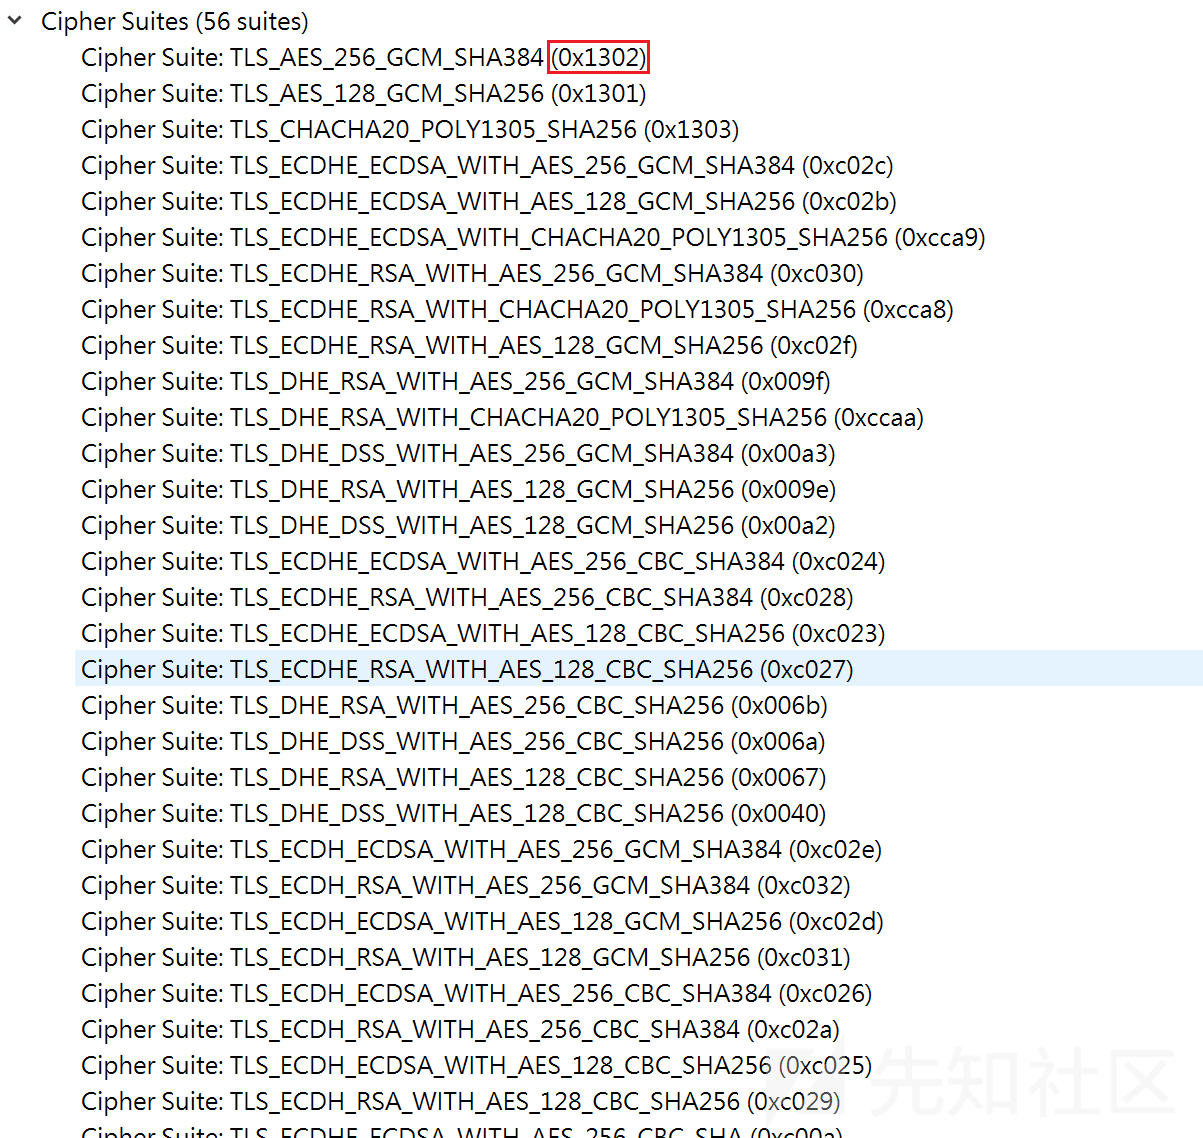 Cipher Suites (56 suites)
Cipher Suite: TLS_AES_256_GCM_SHA384 (0x1302)
Cipher Suite: TLS_AES_128_GCM_SHA256 (0x1301)
Cipher Suite: TLS_CHACHA20_POLY1305_SHA256 (0x1303)
Cipher Suite: TLS_ECDHE_ECDSA_WITH_AES_256_GCM_SHA384 (0xc02c)
Cipher Suite: TLS_ECDHE_ECDSA_WITH_AES_128_GCM_SHA256 (0xc02b)
Cipher Suite: TLS_ECDHE_ECDSA_WITH_CHACHA20_POLY1305_SHA256 (0xcca9)
Cipher Suite: TLS_ECDHE_RSA_WITH_AES_256_GCM_SHA384 (0xc030)
Cipher Suite: TLS_ECDHE_RSA_WITH_CHACHA20_POLY1305_SHA256 (0xcca8)
Cipher Suite: TLS_ECDHE_RSA_WITH_AES_128_GCM_SHA256 (0xc02f)
Cipher Suite: TLS_DHE_RSA_WITH_AES_256_GCM_SHA384 (0x009f)
Cipher Suite: TLS_DHE_RSA_WITH_CHACHA20_POLY1305_SHA256 (0xccaa)
Cipher Suite: TLS_DHE_DSS_WITH_AES_256_GCM_SHA384 (0x00a3)
Cipher Suite: TLS_DHE_RSA_WITH_AES_128_GCM_SHA256 (0x009e)
Cipher Suite: TLS_DHE_DSS_WITH_AES_128_GCM_SHA256 (0x00a2)
Cipher Suite: TLS_ECDHE_ECDSA_WITH_AES_256_CBC_SHA384 (0xc024)
Cipher Suite: TLS_ECDHE_RSA_WITH_AES_256_CBC_SHA384 (0xc028)
Cipher Suite: TLS_ECDHE_ECDSA_WITH_AES_128_CBC_SHA256 (0xc023)
Cipher Suite: TLS_ECDHE_RSA_WITH_AES_128_CBC_SHA256 (0xc027)
Cipher Suite: TLS_DHE_RSA_WITH_AES_256_CBC_SHA256 (0x006b)
Cipher Suite: TLS_DHE_DSS_WITH_AES_256_CBC_SHA256 (0x006a)
Cipher Suite: TLS_DHE_RSA_WITH_AES_128_CBC_SHA256 (0x0067)
Cipher Suite: TLS_DHE_DSS_WITH_AES_128_CBC_SHA256 (0x0040)
Cipher Suite: TLS_ECDH_ECDSA_WITH_AES_256_GCM_SHA384 (0xc02e)
Cipher Suite: TLS_ECDH_RSA_WITH_AES_256_GCM_SHA384 (0xc032)
Cipher Suite: TLS_ECDH_ECDSA_WITH_AES_128_GCM_SHA256 (0xc02d)
Cipher Suite: TLS_ECDH_RSA_WITH_AES_128_GCM_SHA256 (0xc031)
Cipher Suite: TLS_ECDH_ECDSA_WITH_AES_256_CBC_SHA384 (0xc026)
Cipher Suite: TLS_ECDH_RSA_WITH_AES_256_CBC_SHA384 (0xc02a)
Cipher Suite: TLS_ECDH_ECDSA_WITH_AES_128_CBC_SHA256 (0xc025)
Cipher Suite: TLS_ECDH_RSA_WITH_AES_128_CBC_SHA256 (0xc029)
Cipher Suite: TLS_ECDHE_ECDSA_WITH_AES_256_CBC_SHA (0xc00a)
先知社区